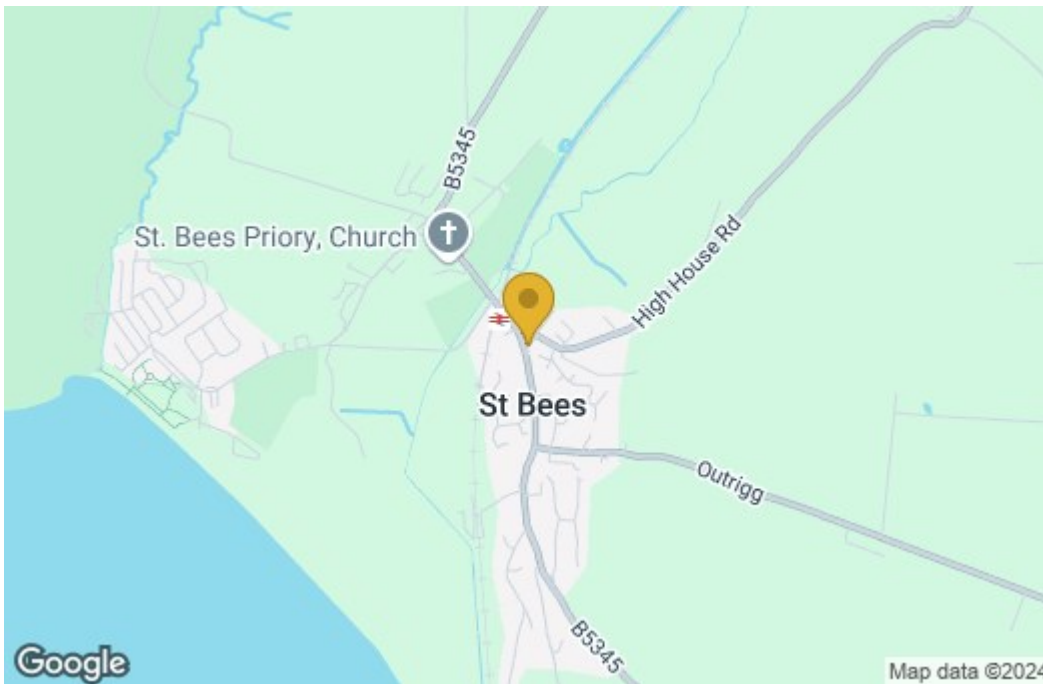 B5345
St. Bees Priory, Church
High House Rd
St Bees
Outrigg
B5345
Google
Map data ©2024